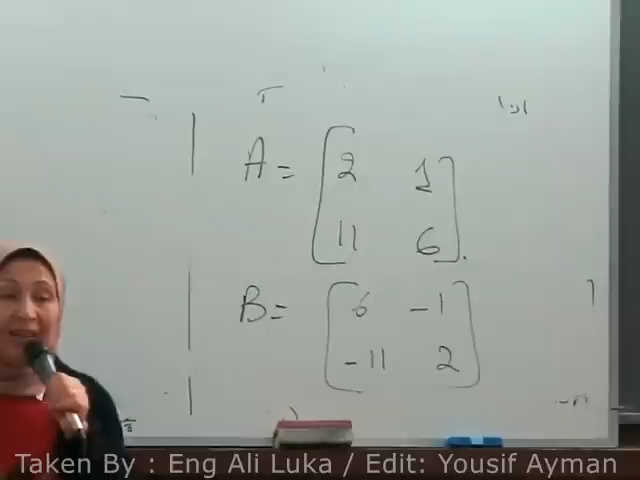 A = [2 1
11 6].
B = [6 -1
-11 2]
Taken By : Eng Ali Luka / Edit: Yousif Ayman